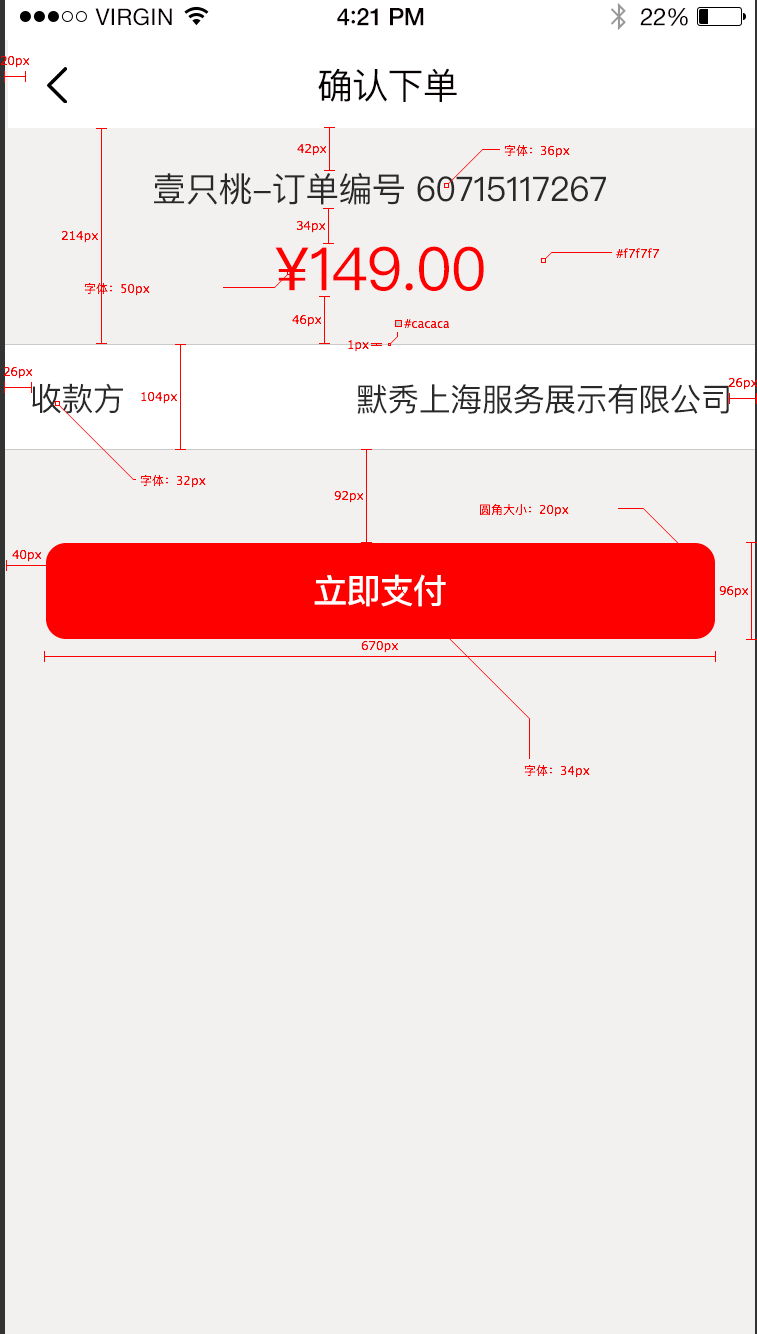 VIRGIN 4:21 PM 22%
20px
确认下单
42px
字体：36px
壹只桃-订单编号 60715117267
34px
214px
¥149.00
#f7f7f7
字体：50px
46px
#cacaca
1px
26px
26px
收款方
104px
默秀上海服务展示有限公司
字体：32px
92px
圆角大小：20px
40px
立即支付
96px
670px
字体：34px